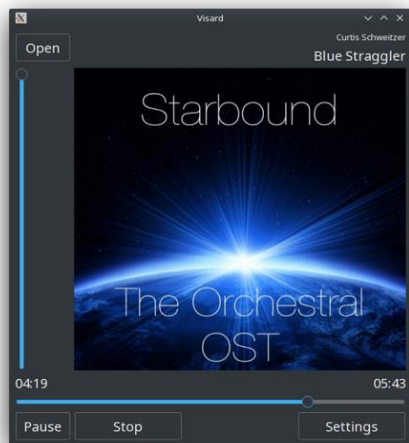 Visard
Open
Curtis Schweitzer
Blue Straggler
Starbound
The Orchestral
OST
04:19
05:43
Pause
Stop
Settings